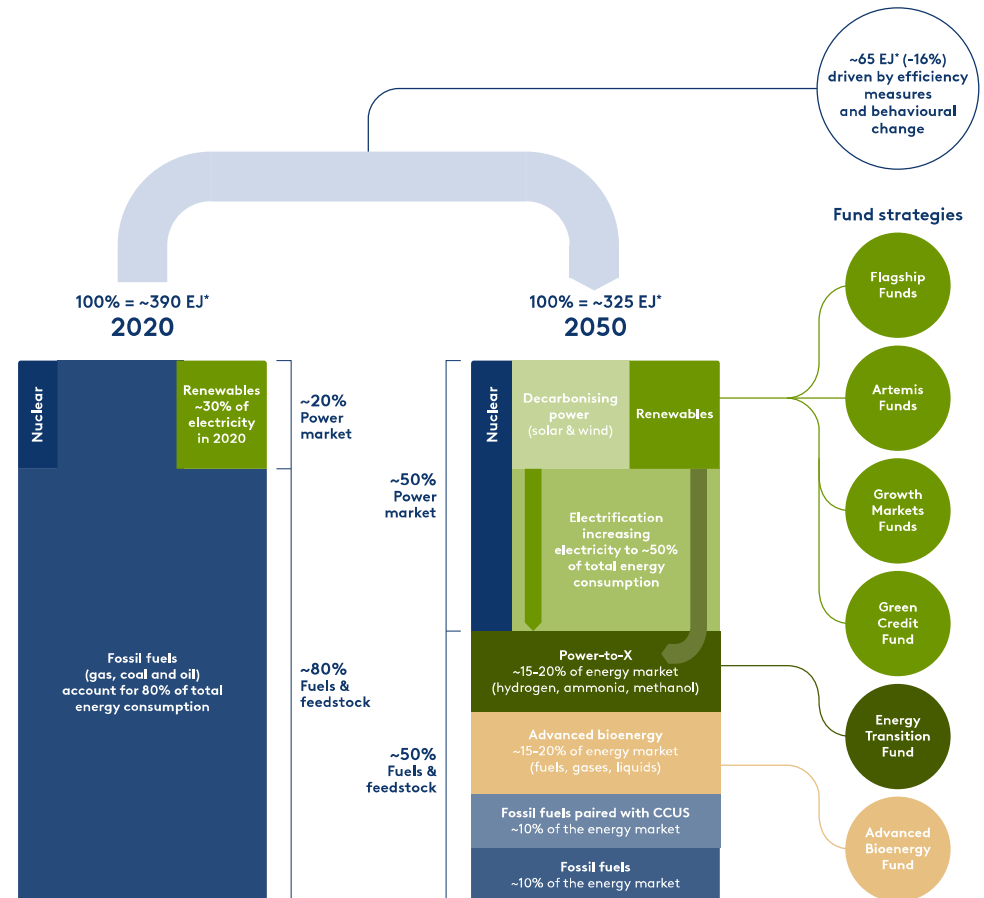 ~65 EJ* (-16%)
driven by efficiency
measures
and behavioural
change
Fund strategies
Flagship
Funds
Artemis
Funds
Growth
Markets
Funds
Green
Credit
Fund
Energy
Transition
Fund
Advanced
Bioenergy
Fund
100% = ~390 EJ*
2020
Nuclear
Renewables
~30% of
electricity
in 2020
~20%
Power
market
Fossil fuels
(gas, coal and oil)
account for 80% of total
energy consumption
~80%
Fuels &
feedstock
100% = ~325 EJ*
2050
~50%
Power
market
Nuclear
Decarbonising
power
(solar & wind)
Renewables
Electrification
increasing
electricity to ~50%
of total energy
consumption
~50%
Fuels &
feedstock
Power-to-X
~15-20% of energy market
(hydrogen, ammonia, methanol)
Advanced bioenergy
~15-20% of energy market
(fuels, gases, liquids)
Fossil fuels paired with CCUS
~10% of the energy market
Fossil fuels
~10% of the energy market